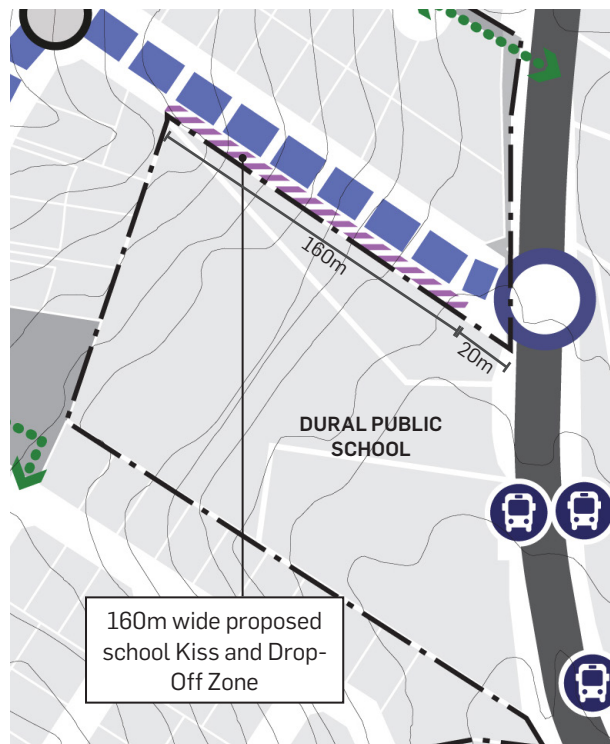 160m
20m
DURAL PUBLIC
SCHOOL
160m wide proposed
school Kiss and Drop-
Off Zone